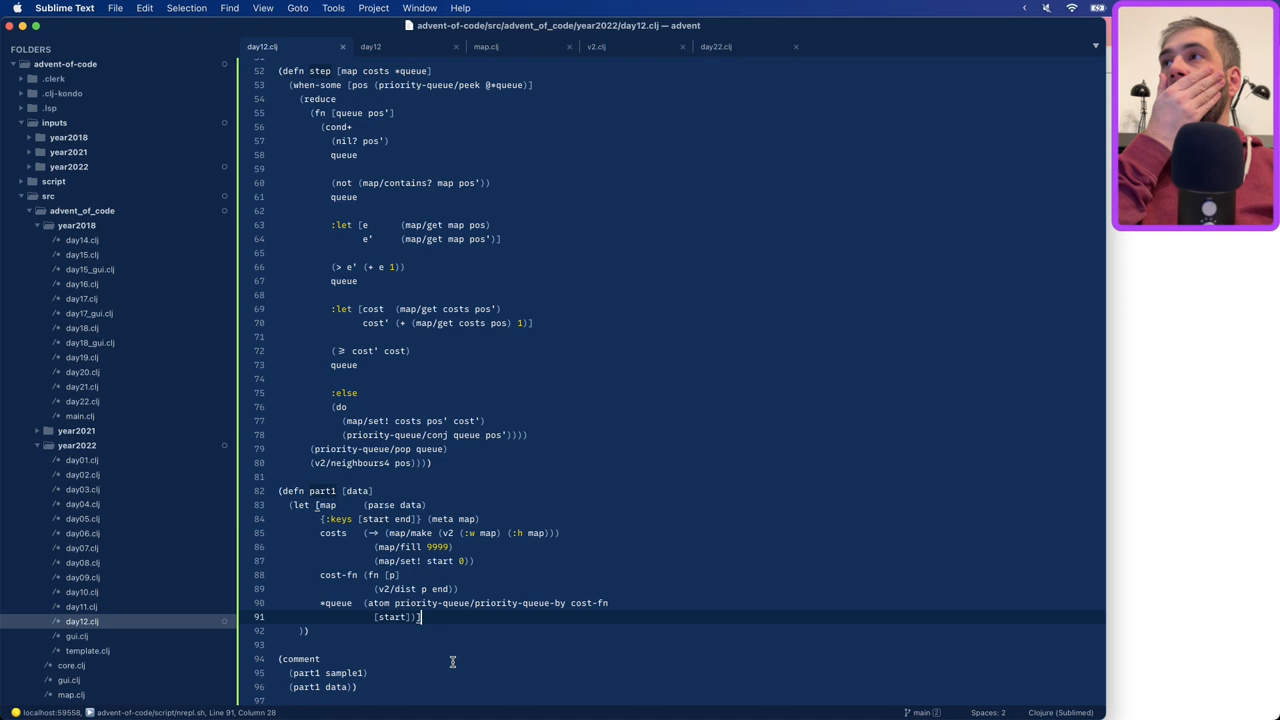 Sublime Text File Edit Selection Find View Goto Tools Project Window Help
advent-of-code/src/advent_of_code/year2022/day12.clj — advent
FOLDERS
advent-of-code
.clerk
.clj-kondo
.lsp
inputs
year2018
year2021
year2022
script
src
advent_of_code
year2018
day14.clj
day15.clj
day15_gui.clj
day16.clj
day17.clj
day17_gui.clj
day18.clj
day18_gui.clj
day19.clj
day20.clj
day21.clj
day22.clj
main.clj
year2021
year2022
day01.clj
day02.clj
day03.clj
day04.clj
day05.clj
day06.clj
day07.clj
day08.clj
day09.clj
day10.clj
day11.clj
day12.clj
gui.clj
template.clj
core.clj
gui.clj
map.clj
day12.clj day12 map.clj v2.clj day22.clj
52 (defn step [map costs *queue]
53 (when-some [pos (priority-queue/peek @*queue)]
54 (reduce
55 (fn [queue pos']
56 (cond+
57 (nil? pos')
58 queue
59
60 (not (map/contains? map pos'))
61 queue
62
63 :let [e (map/get map pos)
64 e' (map/get map pos')]
65
66 (> e' (+ e 1))
67 queue
68
69 :let [cost (map/get costs pos')
70 cost' (+ (map/get costs pos) 1)]
71
72 (>= cost' cost)
73 queue
74
75 :else
76 (do
77 (map/set! costs pos' cost')
78 (priority-queue/conj queue pos'))))
79 (priority-queue/pop queue)
80 (v2/neighbours4 pos))))
81
82 (defn part1 [data]
83 (let [map (parse data)
84 {:keys [start end]} (meta map)
85 costs (-> (map/make (v2 (:w map) (:h map)))
86 (map/fill 9999)
87 (map/set! start 0))
88 cost-fn (fn [p]
89 (v2/dist p end))
90 *queue (atom priority-queue/priority-queue-by cost-fn
91 [start])]
92 ))
93
94 (comment
95 (part1 sample1)
96 (part1 data))
97
localhost:59558, advent-of-code/script/nrepl.sh, Line 91, Column 28 main 2 Spaces: 2 Clojure (Sublimed)